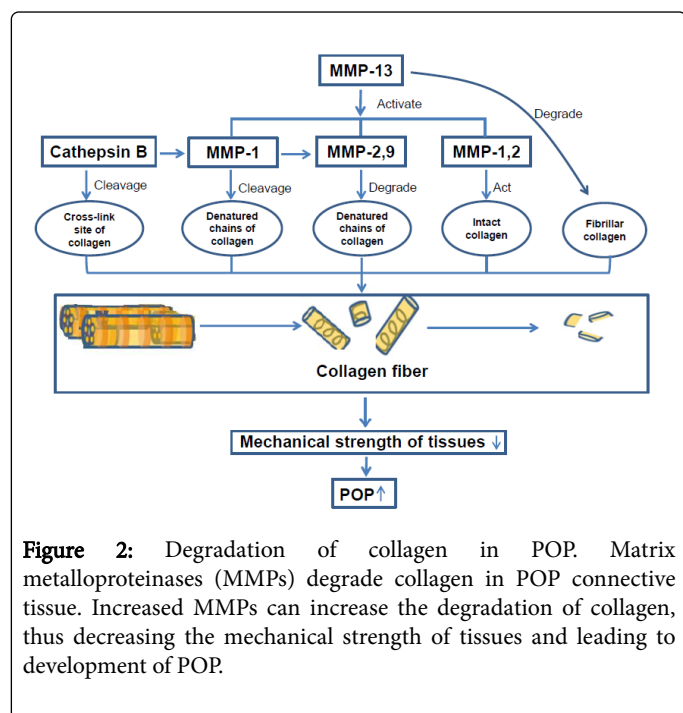 MMP-13
Activate
Degrade
Cathepsin B
MMP-1
MMP-2,9
MMP-1,2
Cleavage
Cleavage
Degrade
Act
Cross-link
site of
collagen
Denatured
chains of
collagen
Denatured
chains of
collagen
Intact
collagen
Fibrillar
collagen
Collagen fiber
Mechanical strength of tissues ↓
POP↑
Figure 2: Degradation of collagen in POP. Matrix
metalloproteinases (MMPs) degrade collagen in POP connective
tissue. Increased MMPs can increase the degradation of collagen,
thus decreasing the mechanical strength of tissues and leading to
development of POP.